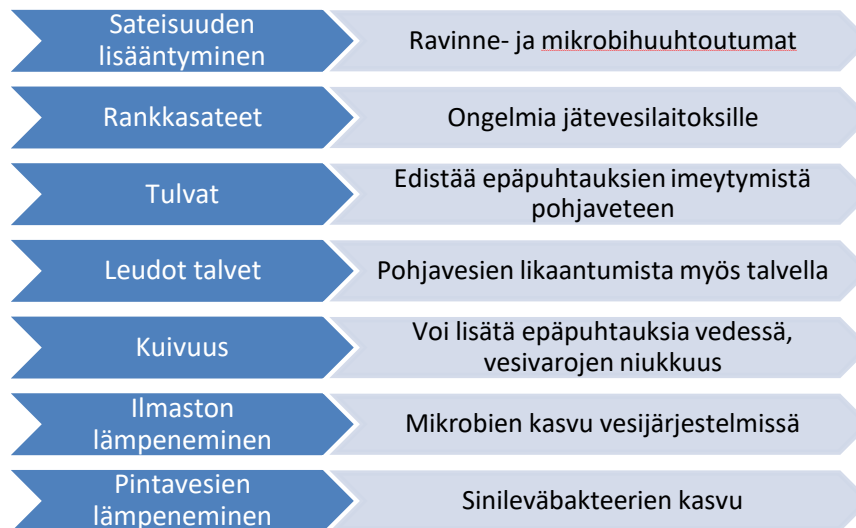 Sateisuuden
lisääntyminen
Ravinne- ja mikrobihuuhtoutumat
Rankkasateet
Ongelmia jätevesilaitoksille
Tulvat
Edistää epäpuhtauksien imeytymistä
pohjaveteen
Leudot talvet
Pohjavesien likaantumista myös talvella
Kuivuus
Voi lisätä epäpuhtauksia vedessä,
vesivarojen niukkuus
Ilmaston
lämpeneminen
Mikrobien kasvu vesijärjestelmissä
Pintavesien
lämpeneminen
Sinileväbakteerien kasvu